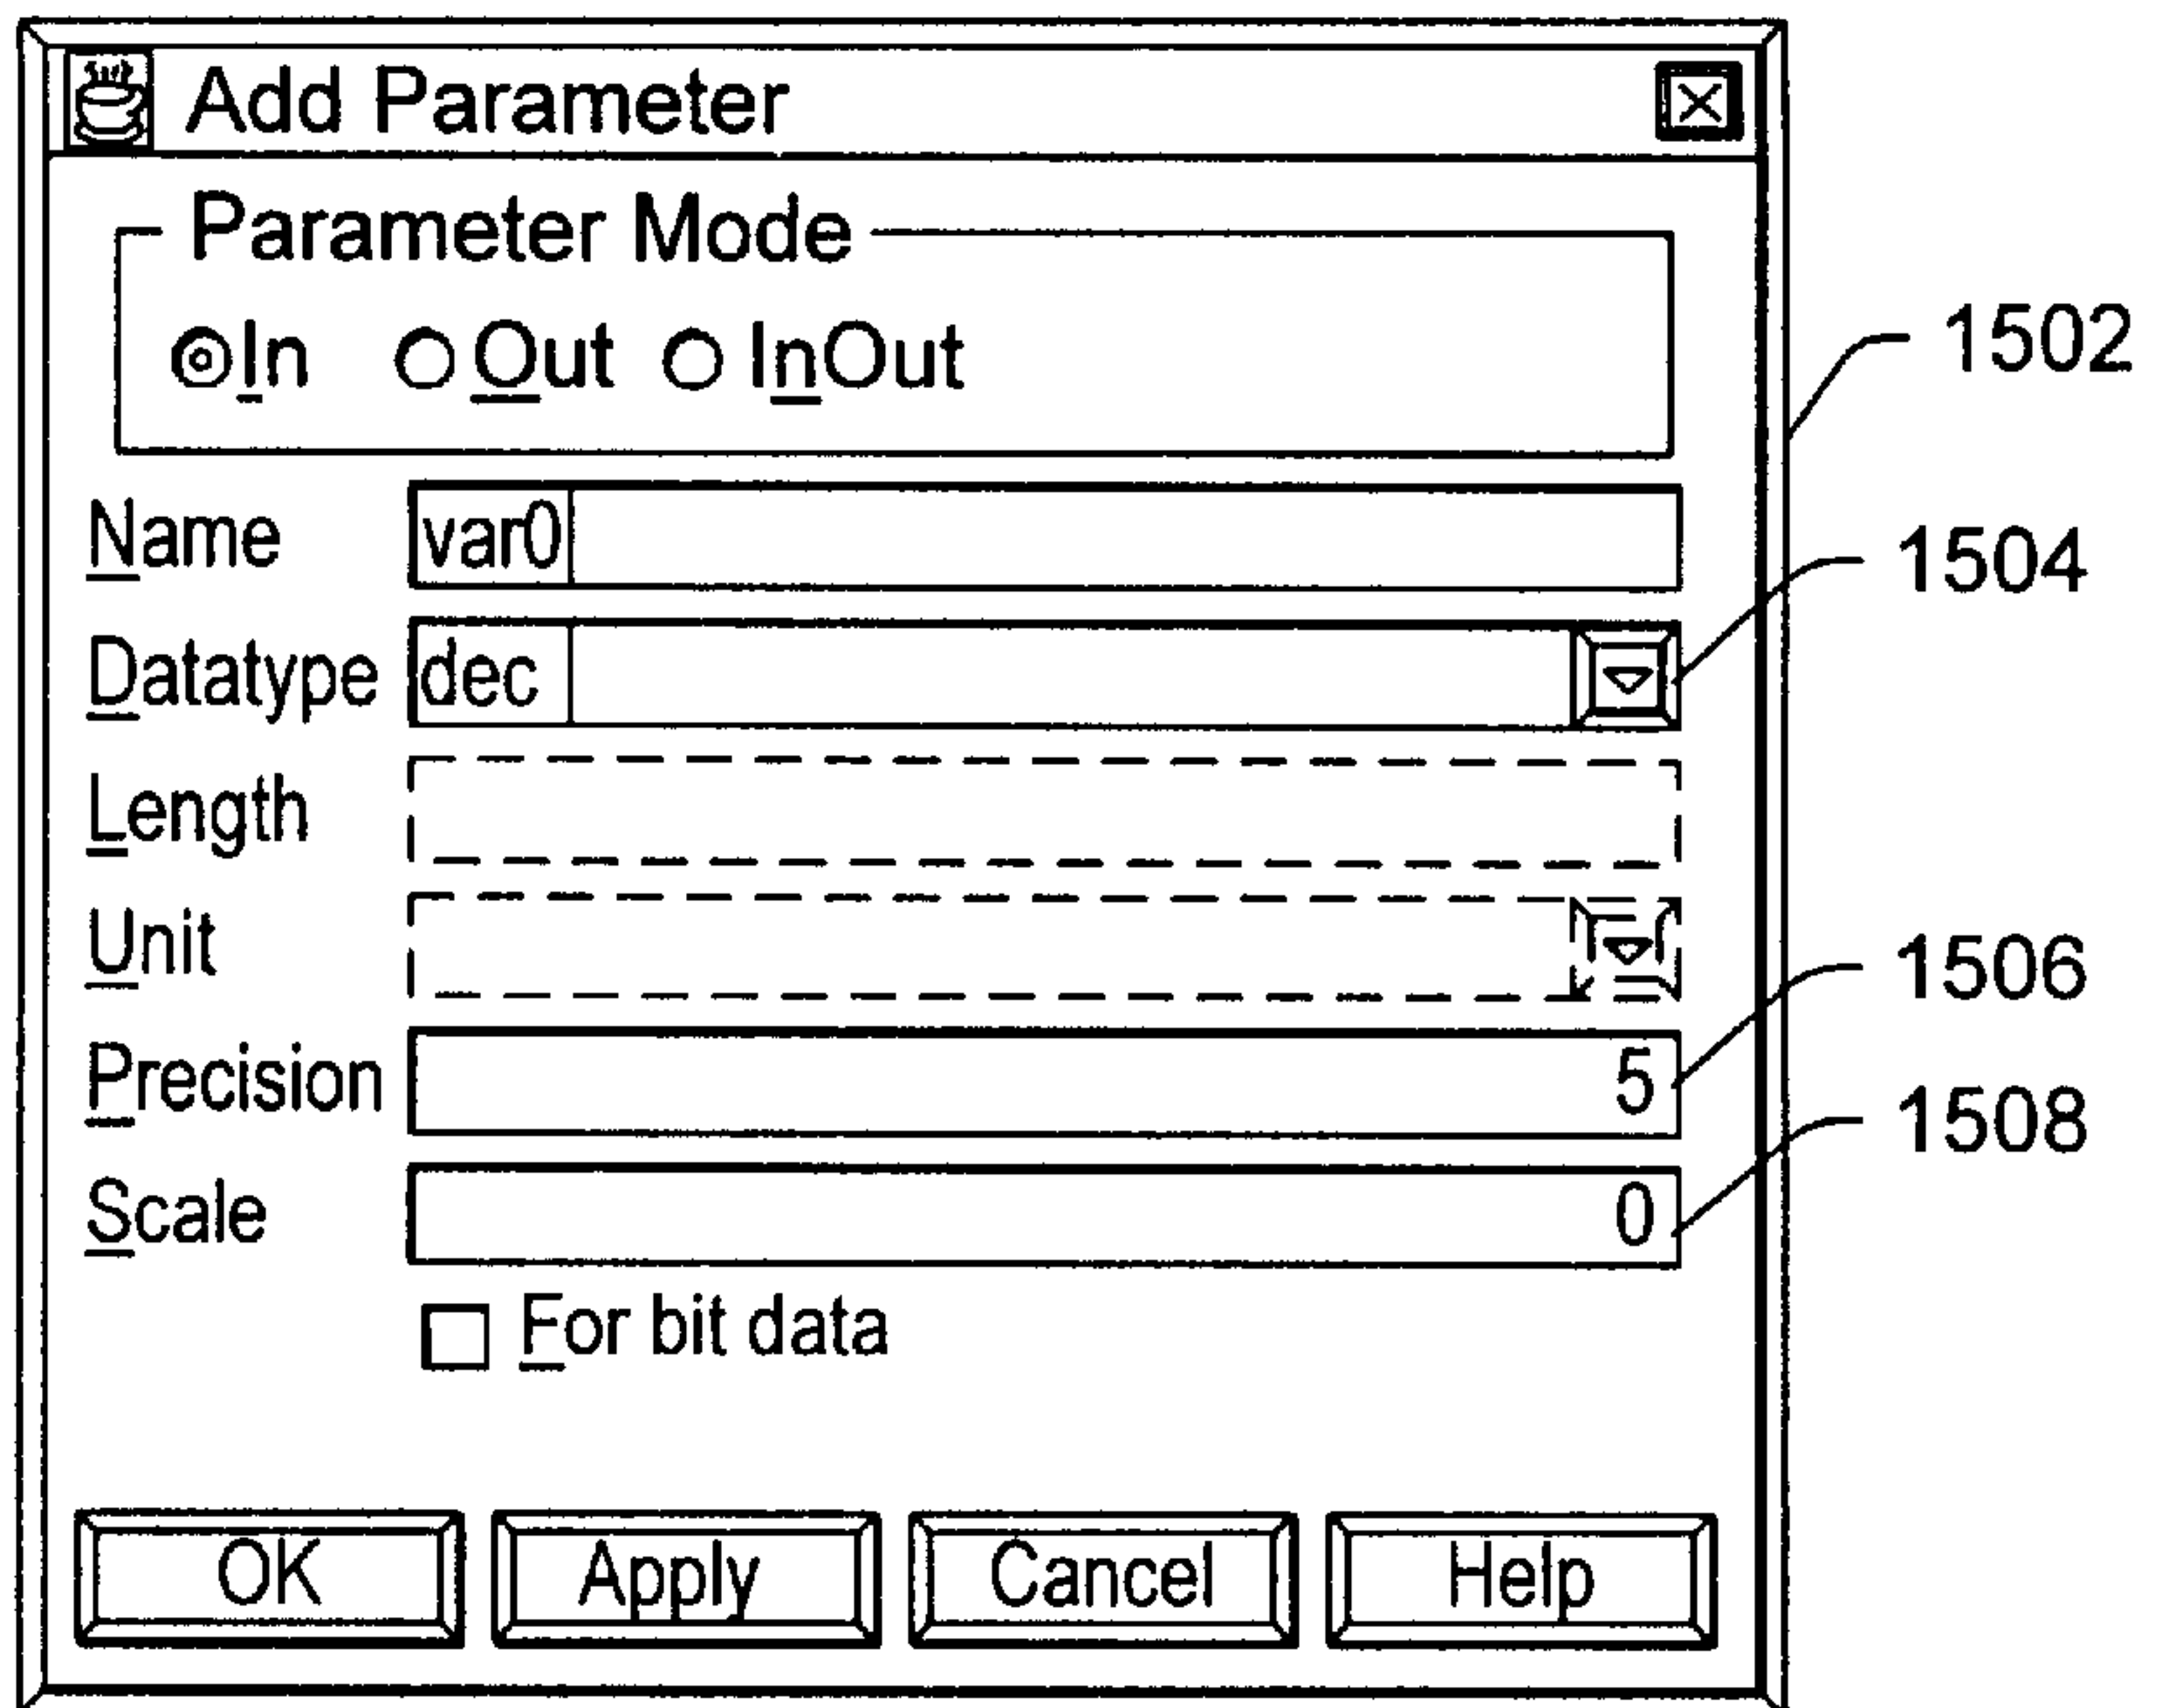 Add Parameter
Parameter Mode
In Out InOut
1502
Name var0
1504
Datatype dec
Length
Unit
1506
Precision 5
1508
Scale 0
For bit data
OK Apply Cancel Help